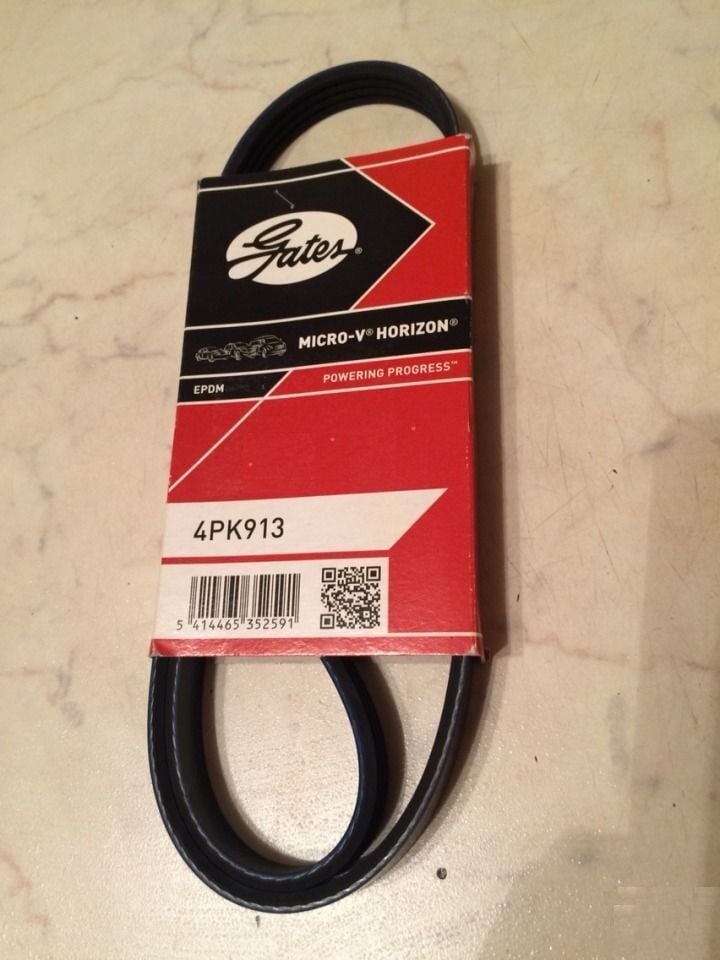 Gates®
MICRO-V® HORIZON®
EPDM
POWERING PROGRESS™
4PK913
5 414465 352591